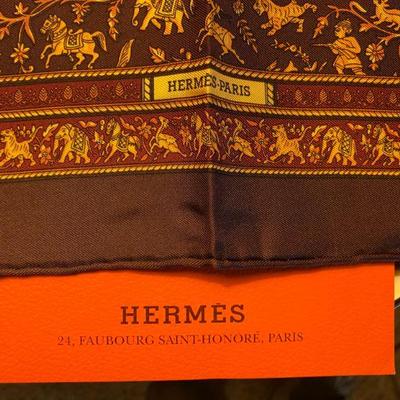 HERMÈS-PARIS
HERMÈS
24, FAUBOURG SAINT-HONORÉ, PARIS